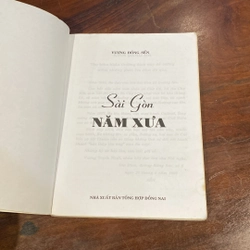 VƯƠNG HỒNG SỂN
Sài Gòn
NĂM XƯA
NHÀ XUẤT BẢN TỔNG HỢP ĐỒNG NAI